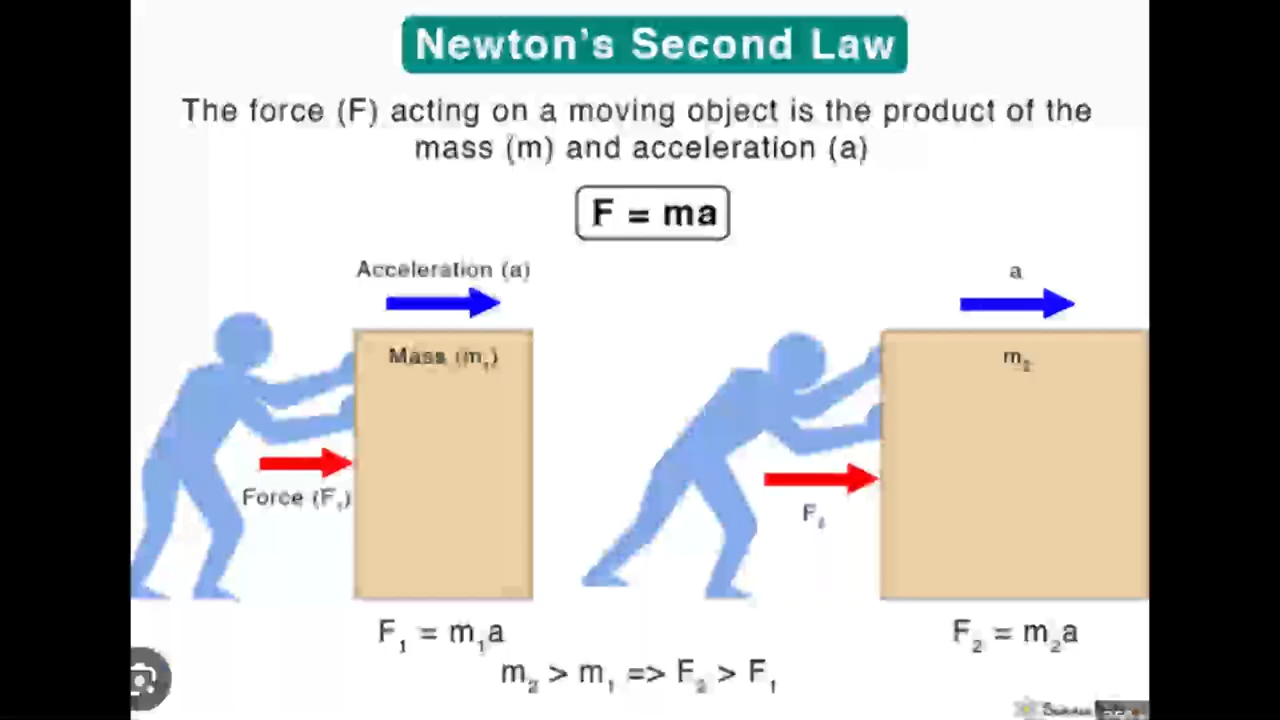 Newton's Second Law
The force (F) acting on a moving object is the product of the
mass (m) and acceleration (a)
F = ma
Acceleration (a)
a
Mass (m₁)
m₂
Force (F₁)
F₂
F₁ = m₁a
F₂ = m₂a
m₂ > m₁ => F₂ > F₁